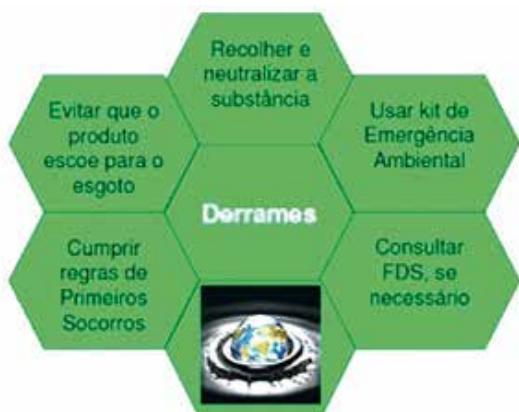 Recolher e
neutralizar a
substância
Evitar que o
produto
escoe para o
esgoto
Usar kit de
Emergência
Ambiental
Derrames
Cumprir
regras de
Primeiros
Socorros
Consultar
FDS, se
necessário